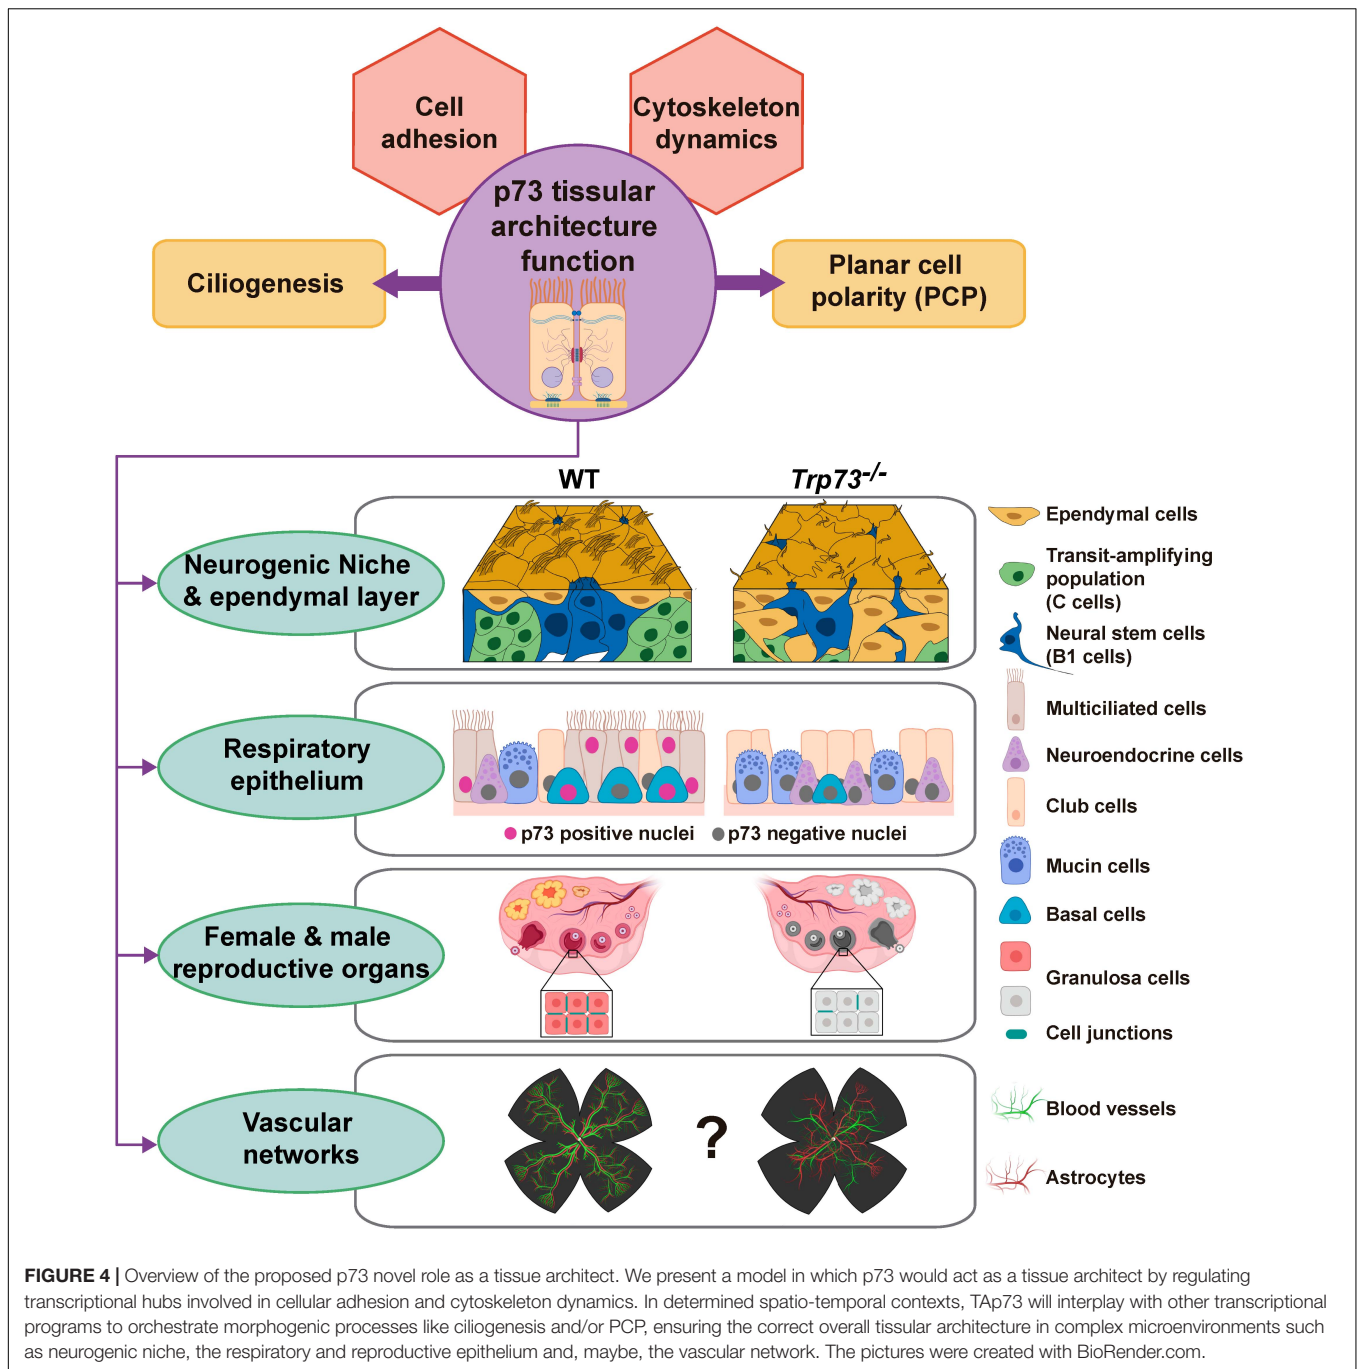 Cell
adhesion
Cytoskeleton
dynamics
p73 tissular
architecture
function
Ciliogenesis
Planar cell
polarity (PCP)
WT
Trp73-/-
Neurogenic Niche
& ependymal layer
Ependymal cells
Transit-amplifying
population
(C cells)
Neural stem cells
(B1 cells)
Respiratory
epithelium
p73 positive nuclei
p73 negative nuclei
Multiciliated cells
Neuroendocrine cells
Club cells
Mucin cells
Basal cells
Female & male
reproductive organs
Granulosa cells
Cell junctions
Vascular
networks
?
Blood vessels
Astrocytes
FIGURE 4 | Overview of the proposed p73 novel role as a tissue architect. We present a model in which p73 would act as a tissue architect by regulating
transcriptional hubs involved in cellular adhesion and cytoskeleton dynamics. In determined spatio-temporal contexts, TAp73 will interplay with other transcriptional
programs to orchestrate morphogenic processes like ciliogenesis and/or PCP, ensuring the correct overall tissular architecture in complex microenvironments such
as neurogenic niche, the respiratory and reproductive epithelium and, maybe, the vascular network. The pictures were created with BioRender.com.